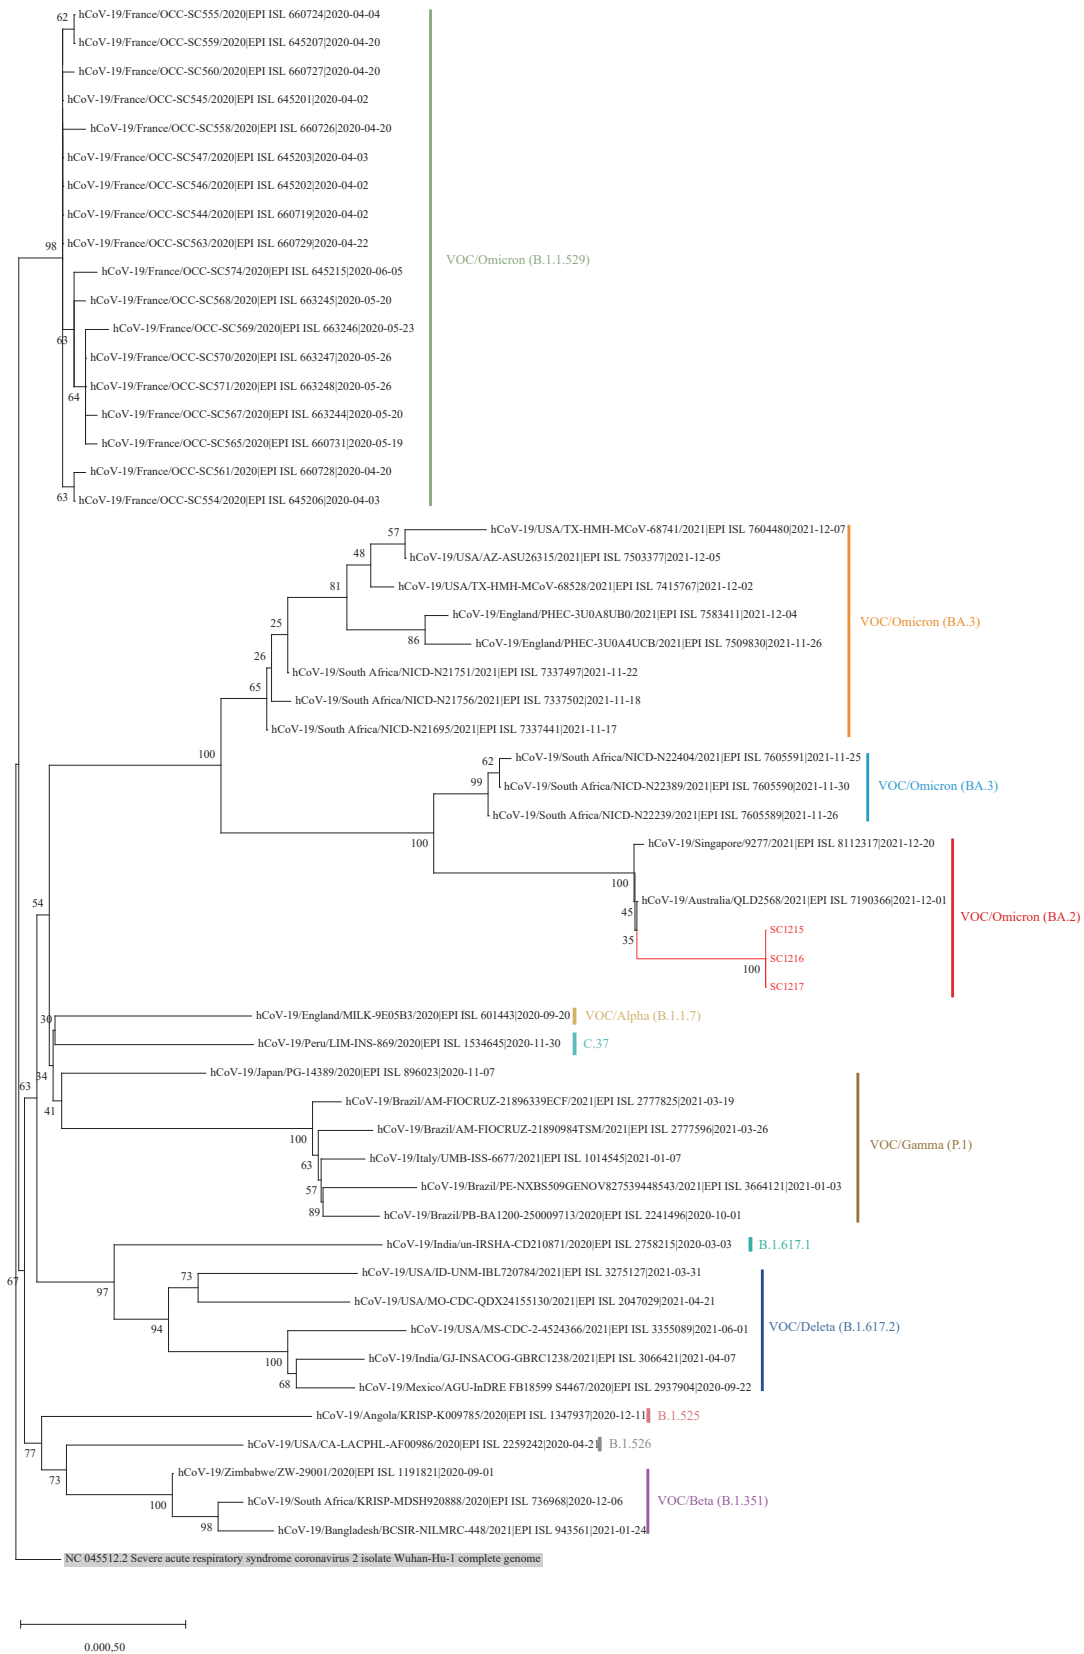 62
hCoV-19/France/OCC-SC555/2020|EPI ISL 660724|2020-04-04
hCoV-19/France/OCC-SC559/2020|EPI ISL 645207|2020-04-20
hCoV-19/France/OCC-SC560/2020|EPI ISL 660727|2020-04-20
hCoV-19/France/OCC-SC545/2020|EPI ISL 645201|2020-04-02
hCoV-19/France/OCC-SC558/2020|EPI ISL 660726|2020-04-20
hCoV-19/France/OCC-SC547/2020|EPI ISL 645203|2020-04-03
hCoV-19/France/OCC-SC546/2020|EPI ISL 645202|2020-04-02
hCoV-19/France/OCC-SC544/2020|EPI ISL 660719|2020-04-02
98
hCoV-19/France/OCC-SC563/2020|EPI ISL 660729|2020-04-22
VOC/Omicron (B.1.1.529)
hCoV-19/France/OCC-SC574/2020|EPI ISL 645215|2020-06-05
hCoV-19/France/OCC-SC568/2020|EPI ISL 663245|2020-05-20
hCoV-19/France/OCC-SC569/2020|EPI ISL 663246|2020-05-23
63
hCoV-19/France/OCC-SC570/2020|EPI ISL 663247|2020-05-26
hCoV-19/France/OCC-SC571/2020|EPI ISL 663248|2020-05-26
64
hCoV-19/France/OCC-SC567/2020|EPI ISL 663244|2020-05-20
hCoV-19/France/OCC-SC565/2020|EPI ISL 660731|2020-05-19
hCoV-19/France/OCC-SC561/2020|EPI ISL 660728|2020-04-20
63
hCoV-19/France/OCC-SC554/2020|EPI ISL 645206|2020-04-03
57
hCoV-19/USA/TX-HMH-MCoV-68741/2021|EPI ISL 7604480|2021-12-07
48
hCoV-19/USA/AZ-ASU26315/2021|EPI ISL 7503377|2021-12-05
81
hCoV-19/USA/TX-HMH-MCoV-68528/2021|EPI ISL 7415767|2021-12-02
hCoV-19/England/PHEC-3U0A8UB0/2021|EPI ISL 7583411|2021-12-04
VOC/Omicron (BA.3)
25
86
hCoV-19/England/PHEC-3U0A4UCB/2021|EPI ISL 7509830|2021-11-26
26
hCoV-19/South Africa/NICD-N21751/2021|EPI ISL 7337497|2021-11-22
65
hCoV-19/South Africa/NICD-N21756/2021|EPI ISL 7337502|2021-11-18
hCoV-19/South Africa/NICD-N21695/2021|EPI ISL 7337441|2021-11-17
100
62
hCoV-19/South Africa/NICD-N22404/2021|EPI ISL 7605591|2021-11-25
99
hCoV-19/South Africa/NICD-N22389/2021|EPI ISL 7605590|2021-11-30
VOC/Omicron (BA.3)
hCoV-19/South Africa/NICD-N22239/2021|EPI ISL 7605589|2021-11-26
100
hCoV-19/Singapore/9277/2021|EPI ISL 8112317|2021-12-20
100
54
hCoV-19/Australia/QLD2568/2021|EPI ISL 7190366|2021-12-01
45
VOC/Omicron (BA.2)
SC1215
35
SC1216
100
SC1217
30
hCoV-19/England/MILK-9E05B3/2020|EPI ISL 601443|2020-09-20
VOC/Alpha (B.1.1.7)
hCoV-19/Peru/LIM-INS-869/2020|EPI ISL 1534645|2020-11-30
C.37
34
hCoV-19/Japan/PG-14389/2020|EPI ISL 896023|2020-11-07
63
41
hCoV-19/Brazil/AM-FIOCRUZ-21896339ECF/2021|EPI ISL 2777825|2021-03-19
hCoV-19/Brazil/AM-FIOCRUZ-21890984TSM/2021|EPI ISL 2777596|2021-03-26
100
VOC/Gamma (P.1)
hCoV-19/Italy/UMB-ISS-6677/2021|EPI ISL 1014545|2021-01-07
63
hCoV-19/Brazil/PE-NXBS509GENOV827539448543/2021|EPI ISL 3664121|2021-01-03
57
89
hCoV-19/Brazil/PB-BA1200-250009713/2020|EPI ISL 2241496|2020-10-01
hCoV-19/India/un-IRSHA-CD210871/2020|EPI ISL 2758215|2020-03-03
B.1.617.1
67
73
hCoV-19/USA/ID-UNM-IBL720784/2021|EPI ISL 3275127|2021-03-31
97
hCoV-19/USA/MO-CDC-QDX24155130/2021|EPI ISL 2047029|2021-04-21
94
hCoV-19/USA/MS-CDC-2-4524366/2021|EPI ISL 3355089|2021-06-01
VOC/Deleta (B.1.617.2)
100
hCoV-19/India/GJ-INSACOG-GBRC1238/2021|EPI ISL 3066421|2021-04-07
68
hCoV-19/Mexico/AGU-InDRE FB18599 S4467/2020|EPI ISL 2937904|2020-09-22
hCoV-19/Angola/KRISP-K009785/2020|EPI ISL 1347937|2020-12-11
B.1.525
77
hCoV-19/USA/CA-LACPHL-AF00986/2020|EPI ISL 2259242|2020-04-21
B.1.526
73
hCoV-19/Zimbabwe/ZW-29001/2020|EPI ISL 1191821|2020-09-01
100
hCoV-19/South Africa/KRISP-MDSH920888/2020|EPI ISL 736968|2020-12-06
VOC/Beta (B.1.351)
98
hCoV-19/Bangladesh/BCSIR-NILMRC-448/2021|EPI ISL 943561|2021-01-24
NC 045512.2 Severe acute respiratory syndrome coronavirus 2 isolate Wuhan-Hu-1 complete genome
0.000,50